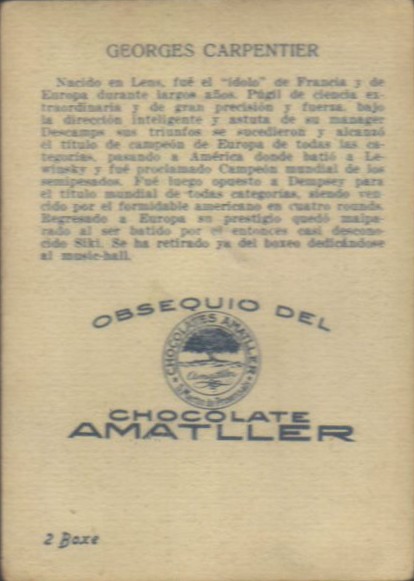 GEORGES CARPENTIER
Nacido en Lens, fué el "ídolo" de Francia y de
Europa durante largos años. Púgil de ciencia ex-
traordinaria y de gran precisión y fuerza, bajo
la dirección inteligente y astuta de su manager
Descamps sus triunfos se sucedieron y alcanzó
el título de campeón de Europa de todas las ca-
tegorías, pasando a América donde batió a Le-
winsky y fué proclamado Campeón mundial de los
semipesados. Fué luego opuesto a Dempsey para
el título mundial de todas categorías, siendo ven-
cido por el formidable americano en cuatro rounds.
Regresado a Europa su prestigio quedó malpa-
rado al ser batido por el entonces casi descono-
cido Siki. Se ha retirado ya del boxeo dedicándose
al music-hall.
OBSEQUIO DEL
CHOCOLATES AMATLLER
Amatller
CHOCOLATE
AMATLLER
2 Boxe